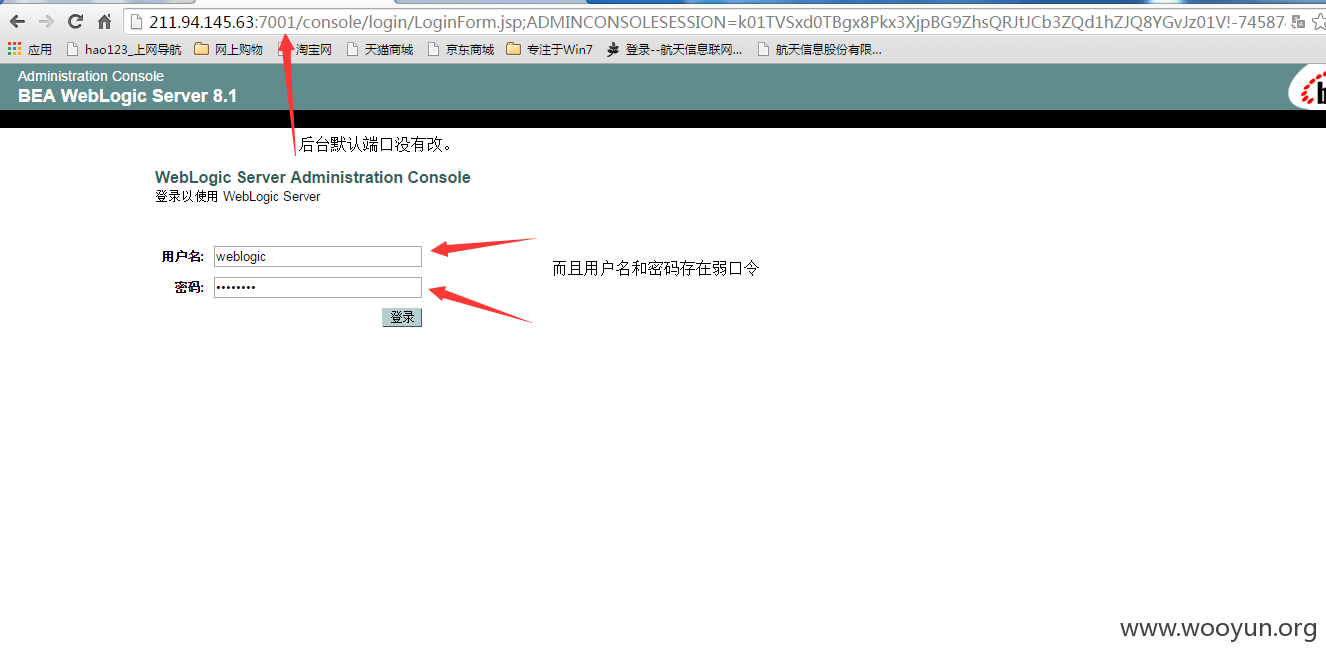 211.94.145.63:7001/console/login/LoginForm.jsp;ADMINCONSOLESESSION=k01TVSxd0TBgx8Pkx3XjpBG9ZhsQRJtJCb3ZQd1hZJQ8YGvJz01V!-74587
应用 hao123_上网导航 网上购物 淘宝网 天猫商城 京东商城 专注于Win7 登录--航天信息联网... 航天信息股份有限...
Administration Console
BEA WebLogic Server 8.1
后台默认端口没有改。
WebLogic Server Administration Console
登录以使用 WebLogic Server
用户名: weblogic
而且用户名和密码存在弱口令
密码: ••••••••
登录
www.wooyun.org